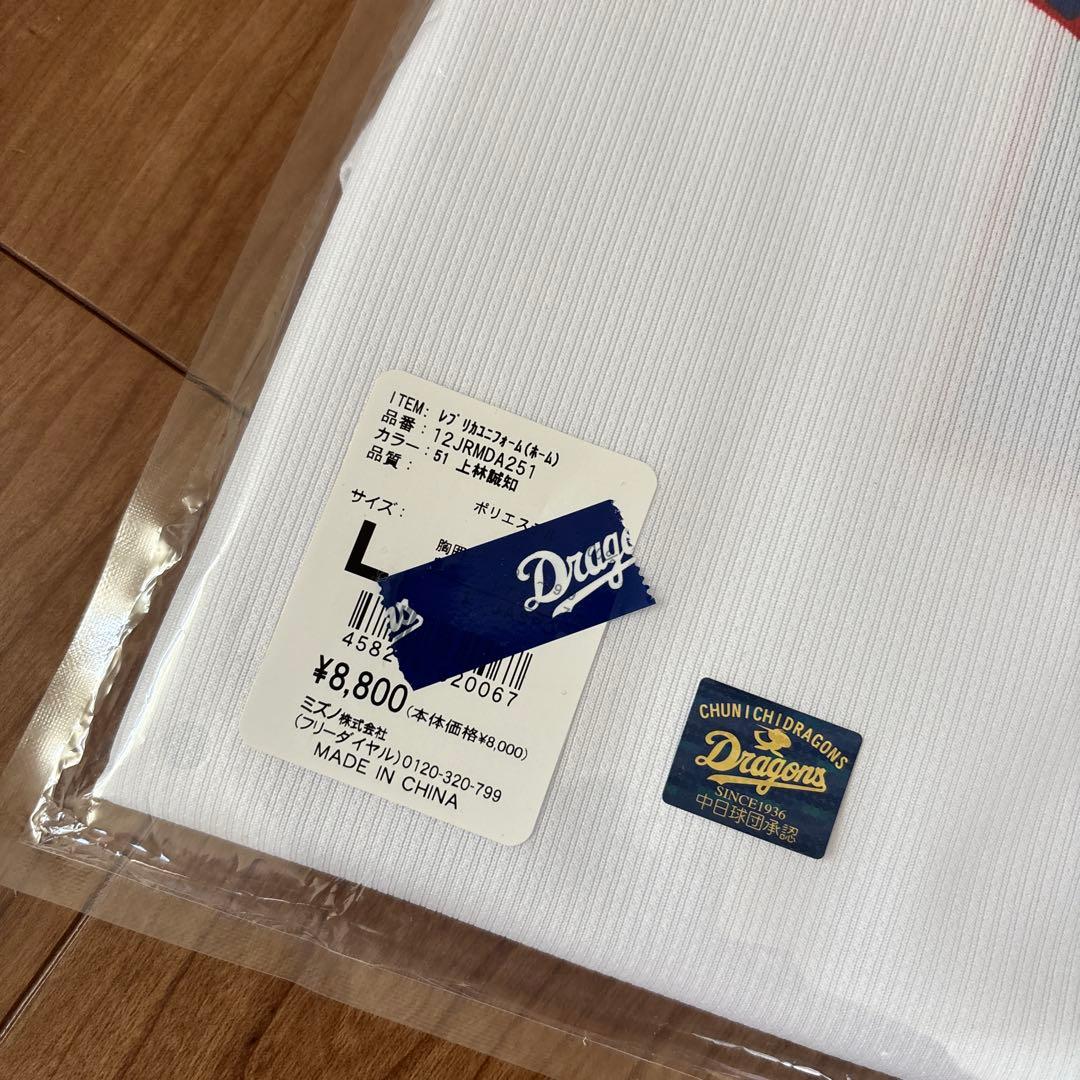 ITEM: ﾚﾌﾟﾘｶﾕﾆﾌｫｰﾑ(ﾎｰﾑ)
品番: 12JRMDA251
カラー: 51 上林誠知
品質:
ポリエス
サイズ:
L
胸囲
Drago
ns
4582
20067
¥8,800(本体価格¥8,000)
ミズノ株式会社
(フリーダイヤル)0120-320-799
MADE IN CHINA
CHUNICHI DRAGONS
Dragons
SINCE1936
中日球団承認